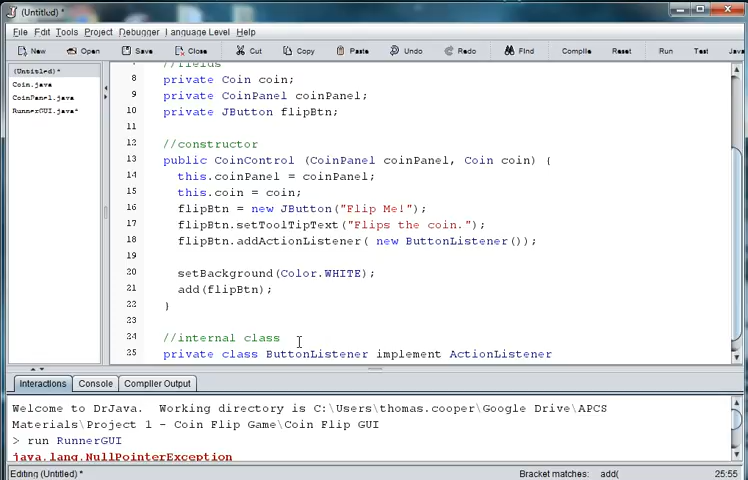 (Untitled) *
File Edit Tools Project Debugger Language Level Help
New Open Save Close Cut Copy Paste Undo Redo Find Compile Reset Run Test Java
(Untitled) *
Coin.java
CoinPanel.java
RunnerGUI.java*
7 //fields
8 private Coin coin;
9 private CoinPanel coinPanel;
10 private JButton flipBtn;
11
12 //constructor
13 public CoinControl (CoinPanel coinPanel, Coin coin) {
14 this.coinPanel = coinPanel;
15 this.coin = coin;
16 flipBtn = new JButton("Flip Me!");
17 flipBtn.setToolTipText("Flips the coin.");
18 flipBtn.addActionListener( new ButtonListener());
19
20 setBackground(Color.WHITE);
21 add(flipBtn);
22 }
23
24 //internal class
25 private class ButtonListener implement ActionListener
Interactions Console Compiler Output
Welcome to DrJava. Working directory is C:\Users\thomas.cooper\Google Drive\APCS
Materials\Project 1 - Coin Flip Game\Coin Flip GUI
> run RunnerGUI
java.lang.NullPointerException
Editing (Untitled) * Bracket matches: add( 25:55